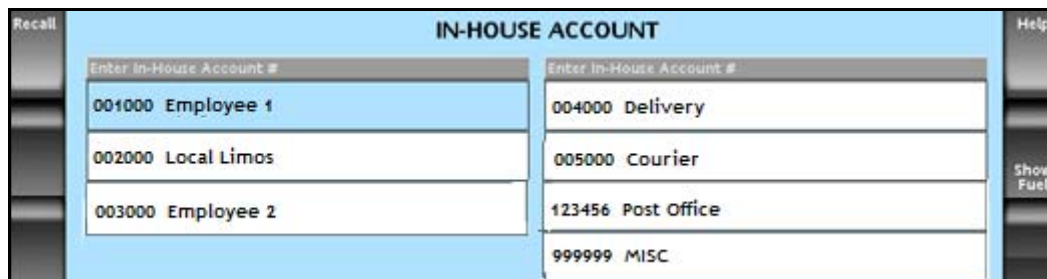 Recall
IN-HOUSE ACCOUNT
Help
Enter In-House Account #
001000 Employee 1
002000 Local Limos
003000 Employee 2
Enter In-House Account #
004000 Delivery
005000 Courier
123456 Post Office
999999 MISC
Show
Fuel